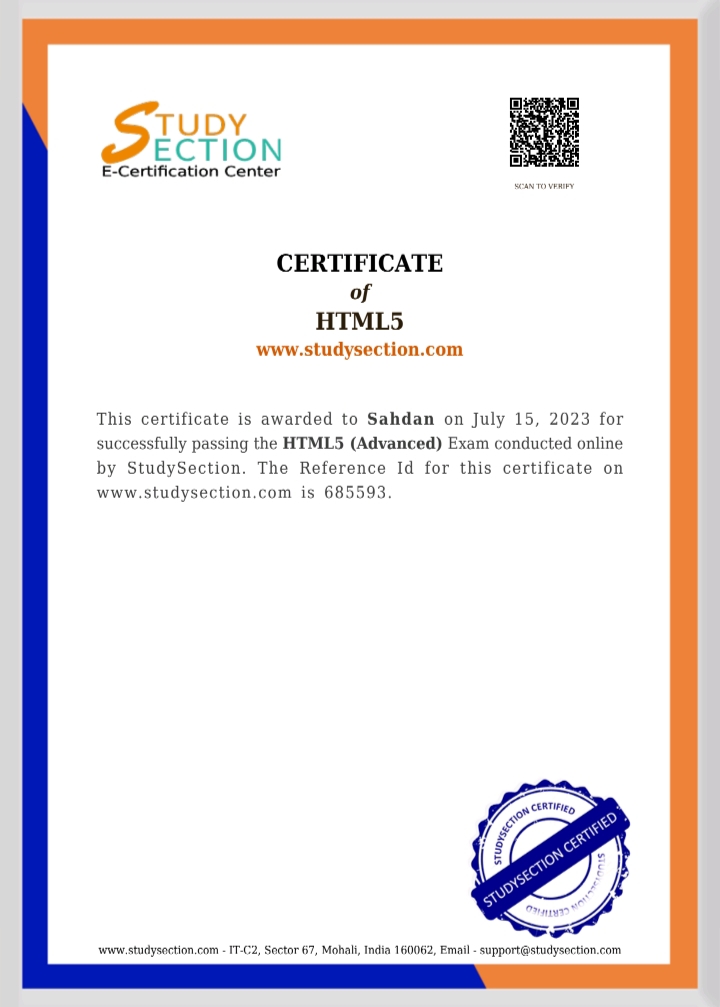 STUDY
SECTION
E-Certification Center
SCAN TO VERIFY
CERTIFICATE
of
HTML5
www.studysection.com
This certificate is awarded to Sahdan on July 15, 2023 for
successfully passing the HTML5 (Advanced) Exam conducted online
by StudySection. The Reference Id for this certificate on
www.studysection.com is 685593.
STUDYSECTION CERTIFIED
STUDYSECTION CERTIFIED
STUDYSECTION CERTIFIED
www.studysection.com - IT-C2, Sector 67, Mohali, India 160062, Email - support@studysection.com